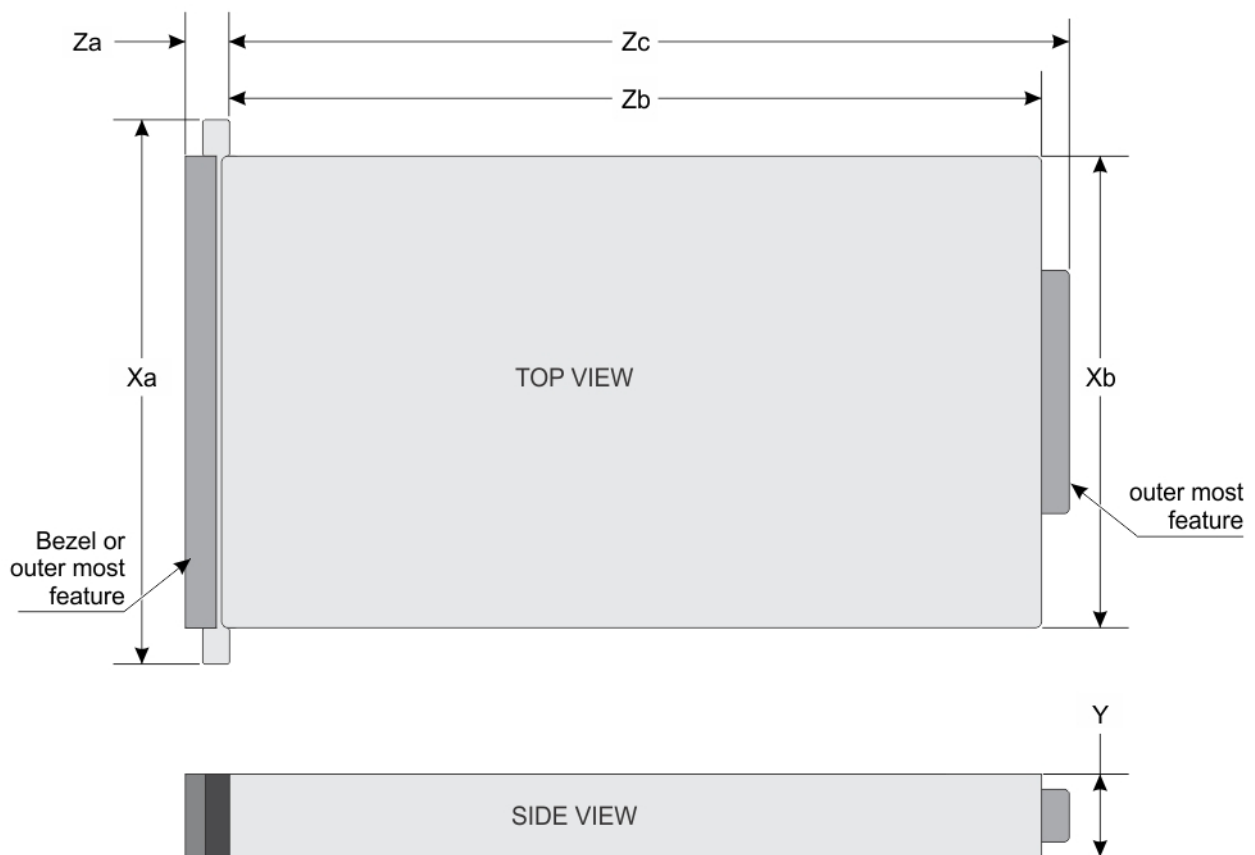 Za
Zc
Zb
Xa
TOP VIEW
Xb
outer most
feature
Bezel or
outer most
feature
Y
SIDE VIEW